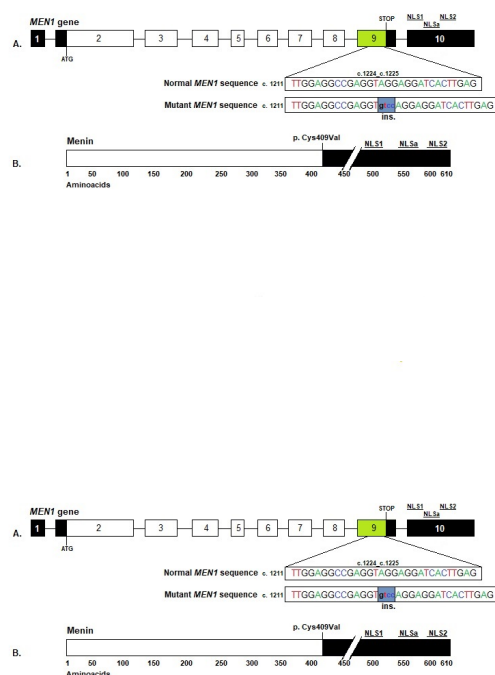 MEN1 gene
STOP NLS1 NLS2
NLSa
A. 1 2 3 4 5 6 7 8 9 10
ATG
c.1224_c.1225
Normal MEN1 sequence c. 1211 TTGGAGGCCGAGGTAGGAGGATCACTTGAG
Mutant MEN1 sequence c. 1211 TTGGAGGCCGAGGTgtccAGGAGGATCACTTGAG
ins.
Menin p. Cys409Val NLS1 NLSa NLS2
B.
1 50 100 150 200 250 300 350 400 450 500 550 600 610
Aminoacids
MEN1 gene
STOP NLS1 NLS2
NLSa
A. 1 2 3 4 5 6 7 8 9 10
ATG
c.1224_c.1225
Normal MEN1 sequence c. 1211 TTGGAGGCCGAGGTAGGAGGATCACTTGAG
Mutant MEN1 sequence c. 1211 TTGGAGGCCGAGGTgtccAGGAGGATCACTTGAG
ins.
Menin p. Cys409Val NLS1 NLSa NLS2
B.
1 50 100 150 200 250 300 350 400 450 500 550 600 610
Aminoacids